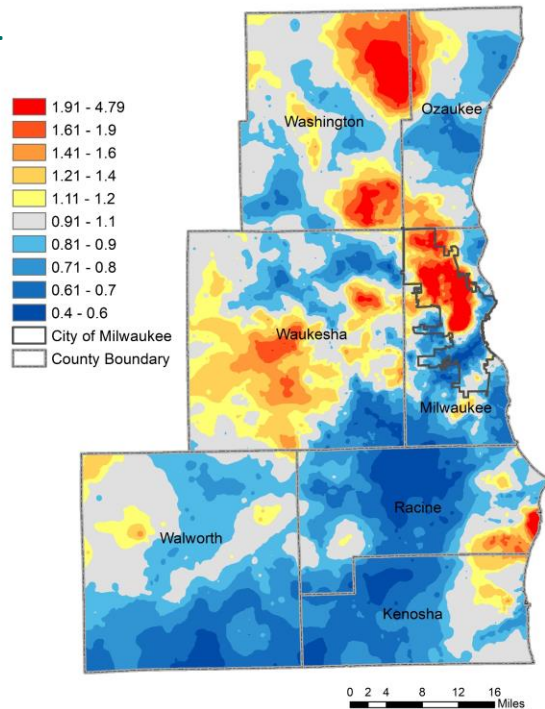 1.91 - 4.79
1.61 - 1.9
1.41 - 1.6
1.21 - 1.4
1.11 - 1.2
0.91 - 1.1
0.81 - 0.9
0.71 - 0.8
0.61 - 0.7
0.4 - 0.6
City of Milwaukee
County Boundary
Washington
Ozaukee
Waukesha
Milwaukee
Walworth
Racine
Kenosha
0 2 4 8 12 16
Miles